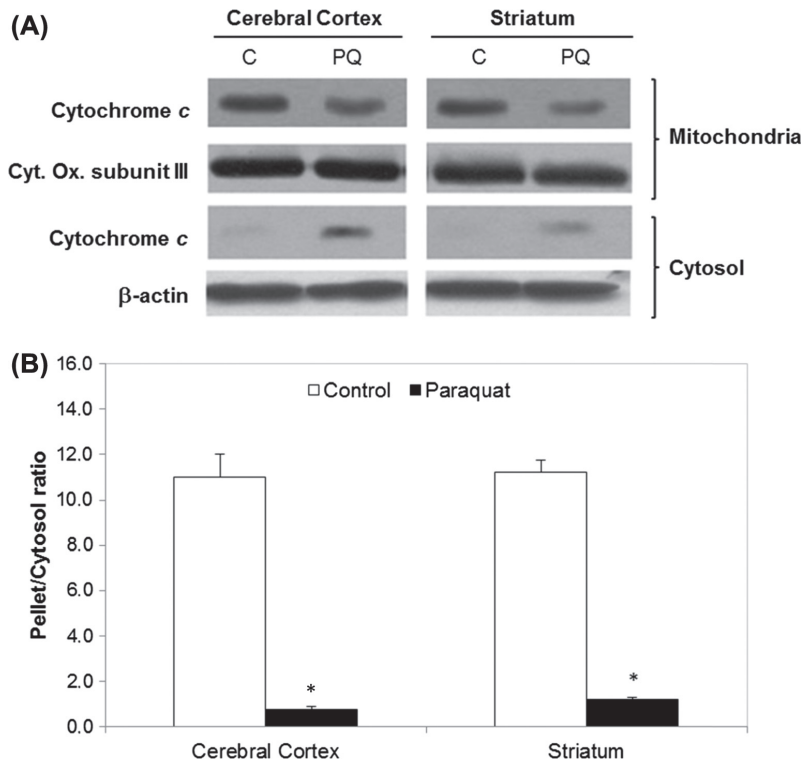 (A)
Cerebral Cortex Striatum
C PQ C PQ
Cytochrome c
Cyt. Ox. subunit III
Mitochondria
Cytochrome c
β-actin
Cytosol
(B)
16.0
14.0
12.0
10.0
8.0
6.0
4.0
2.0
0.0
Pellet/Cytosol ratio
Control Paraquat
* *
Cerebral Cortex Striatum